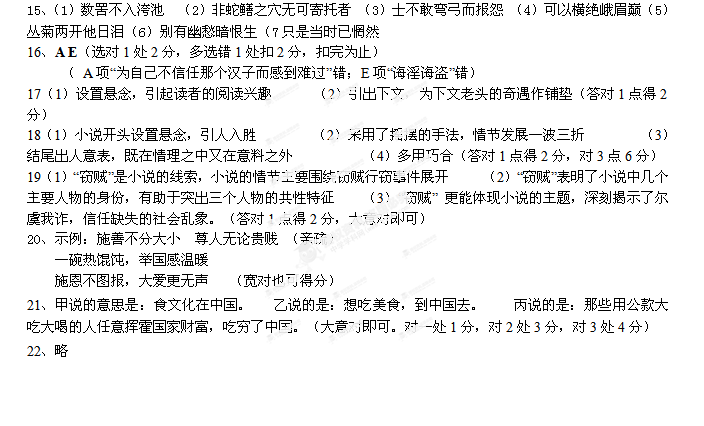 15、（1）数罟不入洿池 （2）非蛇鳝之穴无可寄托者 （3）士不敢弯弓而报怨 （4）可以横绝峨眉巅（5）
丛菊两开他日泪（6）别有幽愁暗恨生（7只是当时已惘然
16、A E（选对1处2分，多选错1处扣2分，扣完为止）
（ A项“为自己不信任那个汉子而感到难过”错；E项“海淫海盗”错）
17（1）设置悬念，引起读者的阅读兴趣 （2）引出下文，为下文老头的奇遇作铺垫（答对1点得2
分）
18（1）小说开头设置悬念，引人入胜 （2）采用了摇摆的手法，情节发展一波三折 （3）
结尾出人意表，既在情理之中又在意料之外 （4）多用巧合（答对1点得2分，对3点6分）
19（1）“窃贼”是小说的线索，小说的情节主要围绕窃贼行窃事件展开 （2）“窃贼”表明了小说中几个
主要人物的身份，有助于突出三个人物的共性特征 （3）“窃贼” 更能体现小说的主题，深刻揭示了尔
虞我诈，信任缺失的社会乱象。（答对1点得2分，大意对即可）
20、示例：施善不分大小 尊人无论贵贱 （亲疏）
一碗热馄饨，举国感温暖
施恩不图报，大爱更无声 （宽对也可得分）
21、甲说的意思是：食文化在中国。 乙说的是：想吃美食，到中国去。 丙说的是：那些用公款大
吃大喝的人任意挥霍国家财富，吃穷了中国。（大意对即可。对一处1分，对2处3分，对3处4分）
22、略